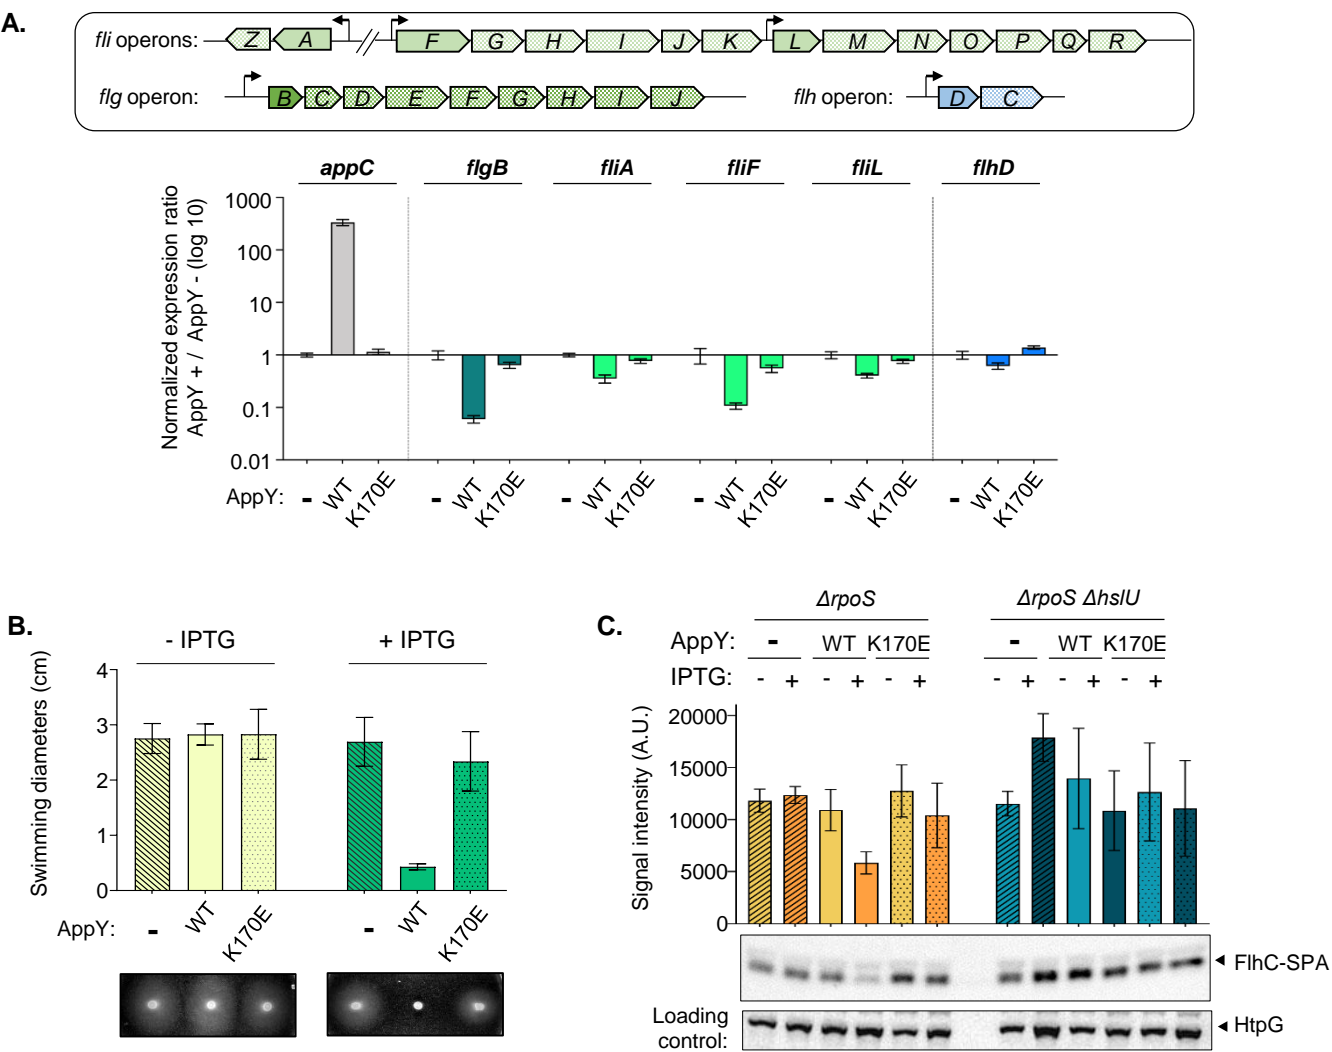 A.
fli operons: Z A F G H I J K L M N O P Q R
flg operon: B C D E F G H I J flh operon: D C
appC flgB fliA fliF fliL flhD
Normalized expression ratio
AppY + / AppY - (log 10)
1000
100
10
1
0.1
0.01
AppY: - WT K170E - WT K170E - WT K170E - WT K170E - WT K170E - WT K170E
B.
- IPTG + IPTG
Swimming diameters (cm)
4
3
2
1
0
AppY: - WT K170E - WT K170E
C.
ΔrpoS ΔrpoS ΔhslU
AppY: - WT K170E - WT K170E
IPTG: - + - + - + - + - + - +
Signal intensity (A.U.)
20000
15000
10000
5000
0
FlhC-SPA
Loading
control:
HtpG